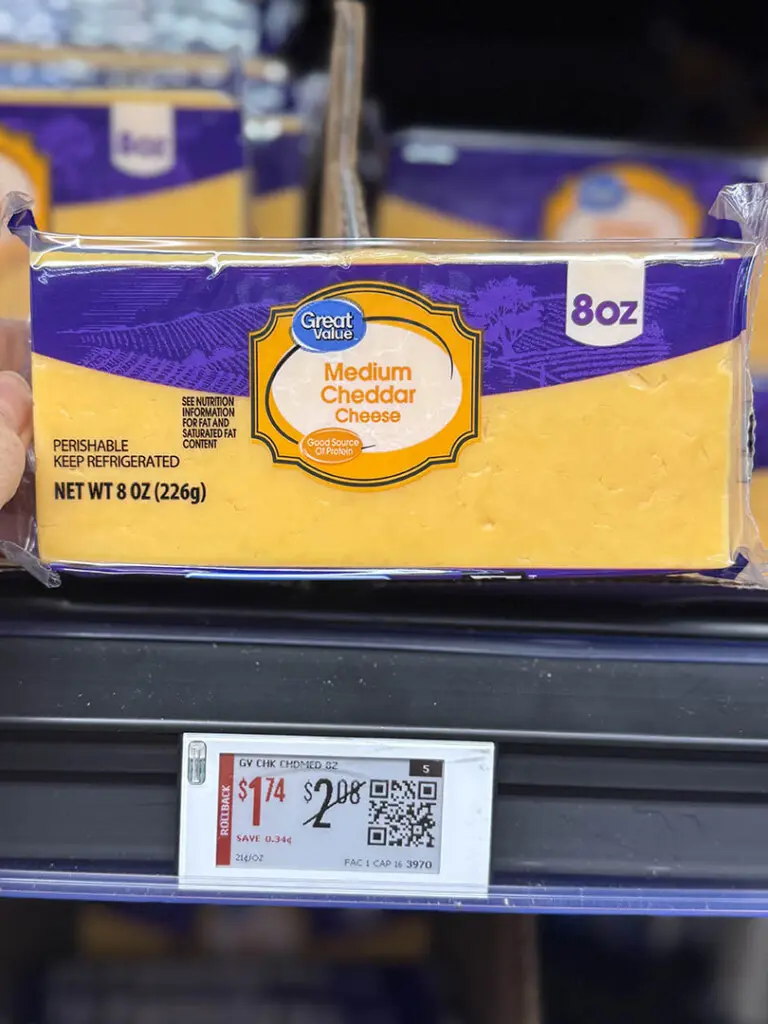 8oz
8oz
Great
Value
Medium
Cheddar
Cheese
Good Source
Of Protein
SEE NUTRITION
INFORMATION
FOR FAT AND
SATURATED FAT
CONTENT
PERISHABLE
KEEP REFRIGERATED
NET WT 8 OZ (226g)
GV CHK CHDMED 8Z
5
ROLLBACK
$1 74
$2 08
SAVE 0.34¢
21¢/OZ
FAC 1 CAP 16 3970